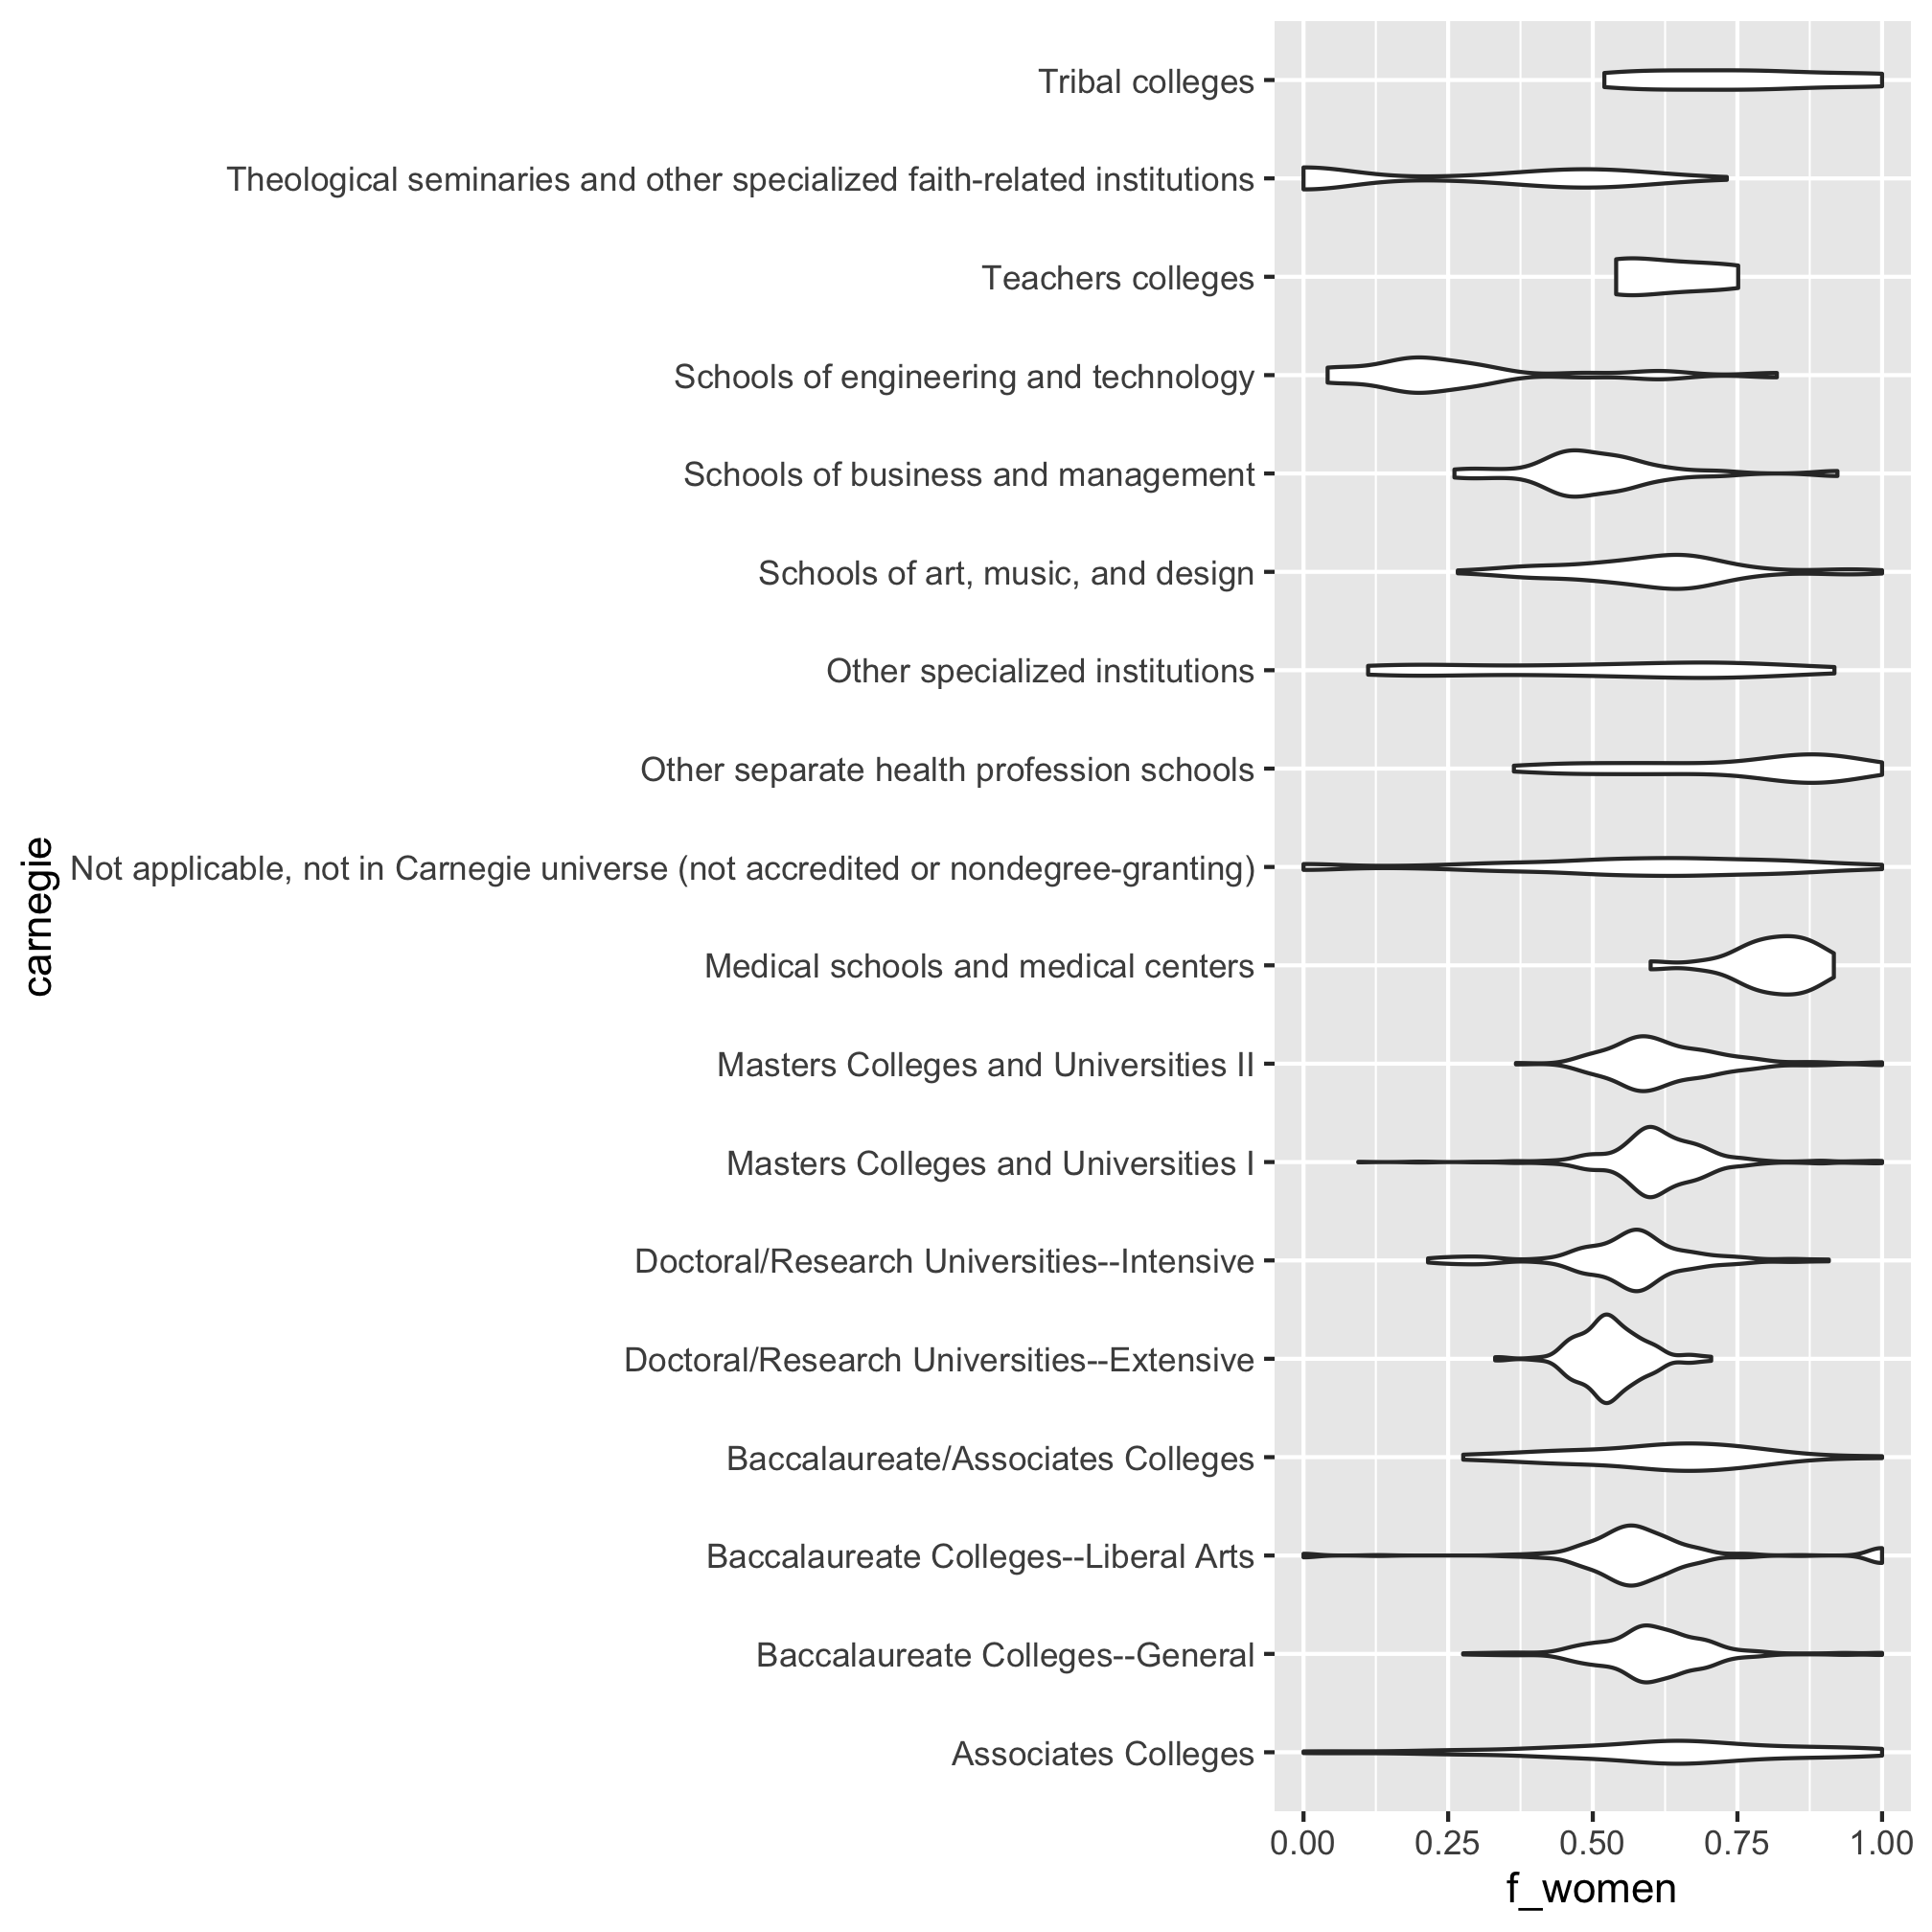 Tribal colleges
Theological seminaries and other specialized faith-related institutions
Teachers colleges
Schools of engineering and technology
Schools of business and management
Schools of art, music, and design
Other specialized institutions
Other separate health profession schools
Not applicable, not in Carnegie universe (not accredited or nondegree-granting)
Medical schools and medical centers
Masters Colleges and Universities II
Masters Colleges and Universities I
Doctoral/Research Universities--Intensive
Doctoral/Research Universities--Extensive
Baccalaureate/Associates Colleges
Baccalaureate Colleges--Liberal Arts
Baccalaureate Colleges--General
Associates Colleges
carnegie
0.00 0.25 0.50 0.75 1.00
f_women